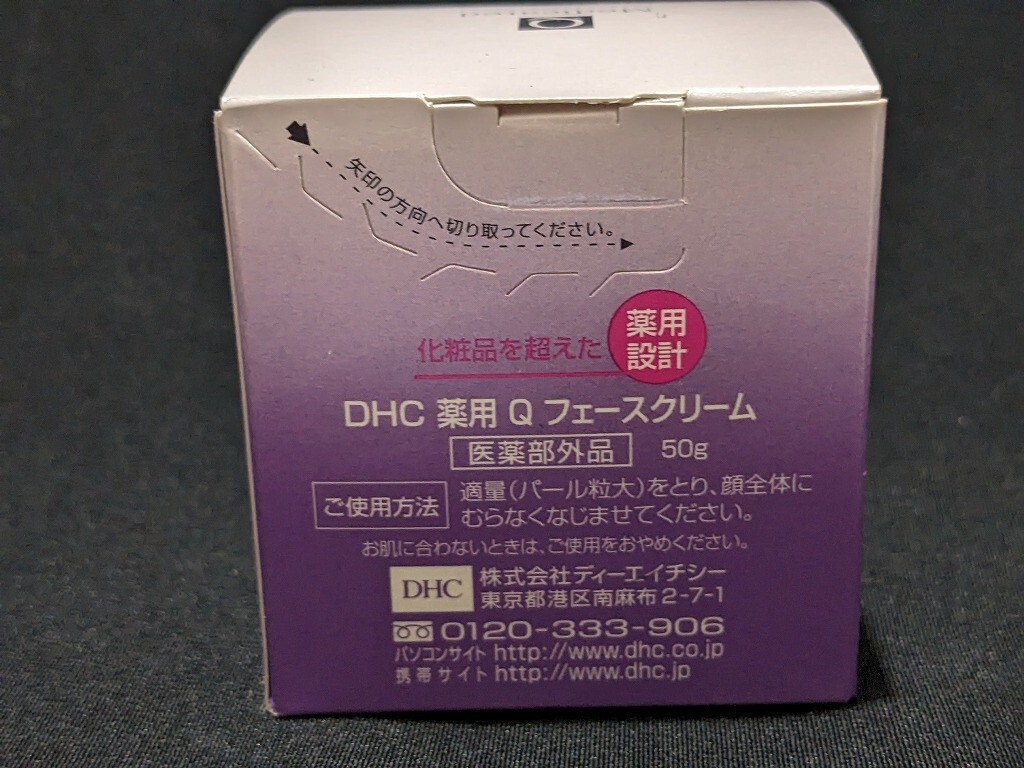 Medicated
Q
矢印の方向へ切り取ってください。
化粧品を超えた
薬用
設計
DHC 薬用 Q フェースクリーム
医薬部外品 50g
ご使用方法
適量(パール粒大)をとり、顔全体に
むらなくなじませてください。
お肌に合わないときは、ご使用をおやめください。
DHC
株式会社ディーエイチシー
東京都港区南麻布2-7-1
0120-333-906
パソコンサイト http://www.dhc.co.jp
携帯サイト http://www.dhc.jp